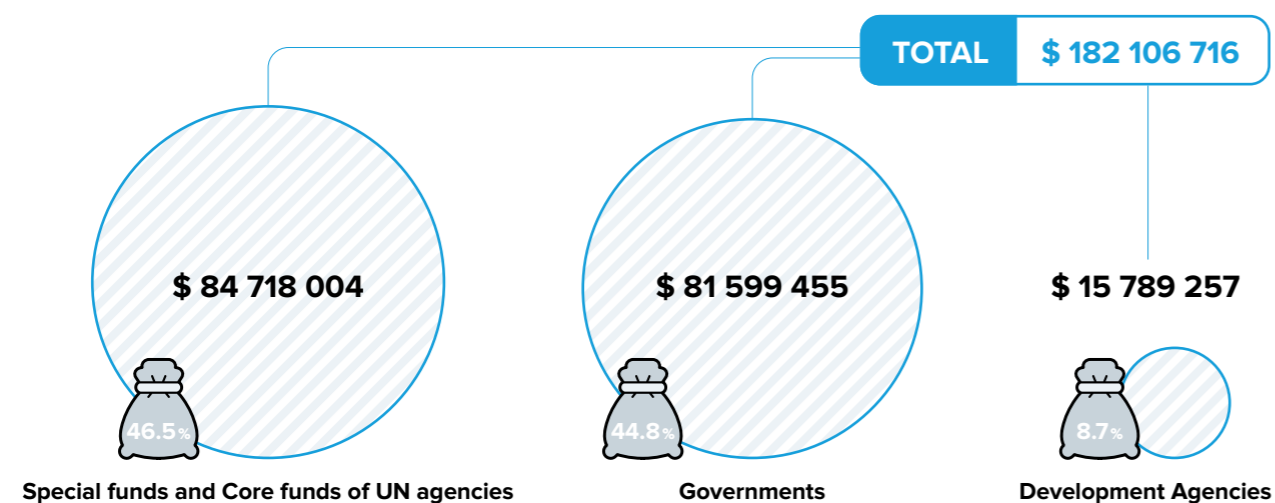 TOTAL $ 182 106 716
$ 84 718 004
$ 81 599 455
$ 15 789 257
46.5%
44.8%
8.7%
Special funds and Core funds of UN agencies
Governments
Development Agencies